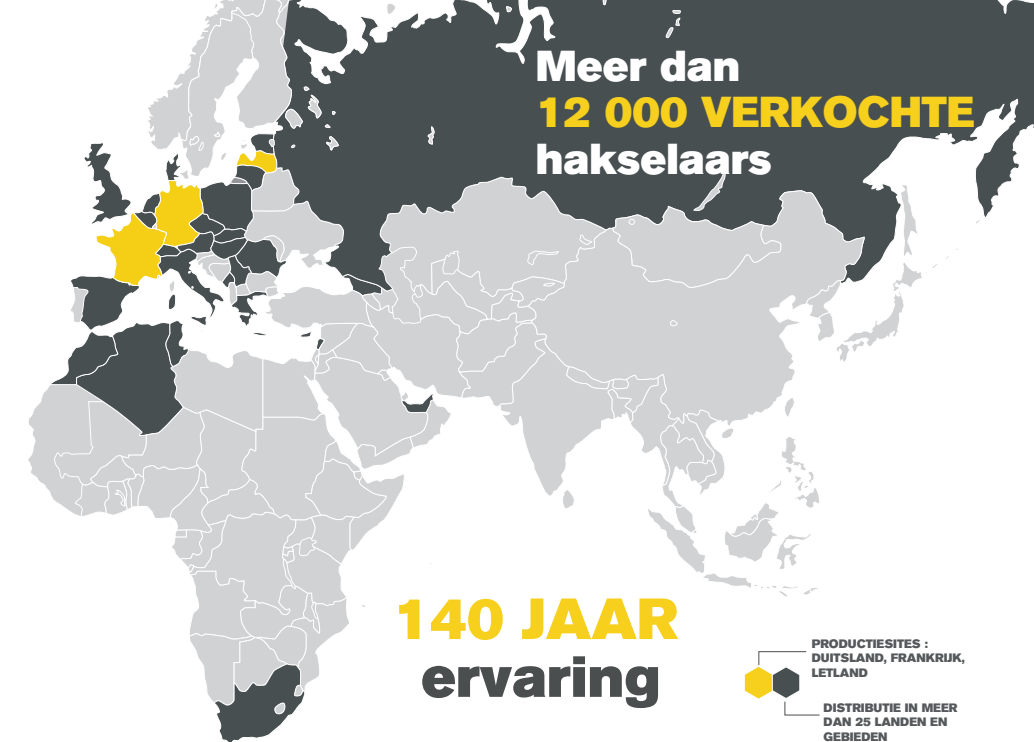 Meer dan
12 000 VERKOCHTE
hakselaars
140 JAAR
ervaring
PRODUCTIESITES :
DUITSLAND, FRANKRIJK,
LETLAND
DISTRIBUTIE IN MEER
DAN 25 LANDEN EN
GEBIEDEN